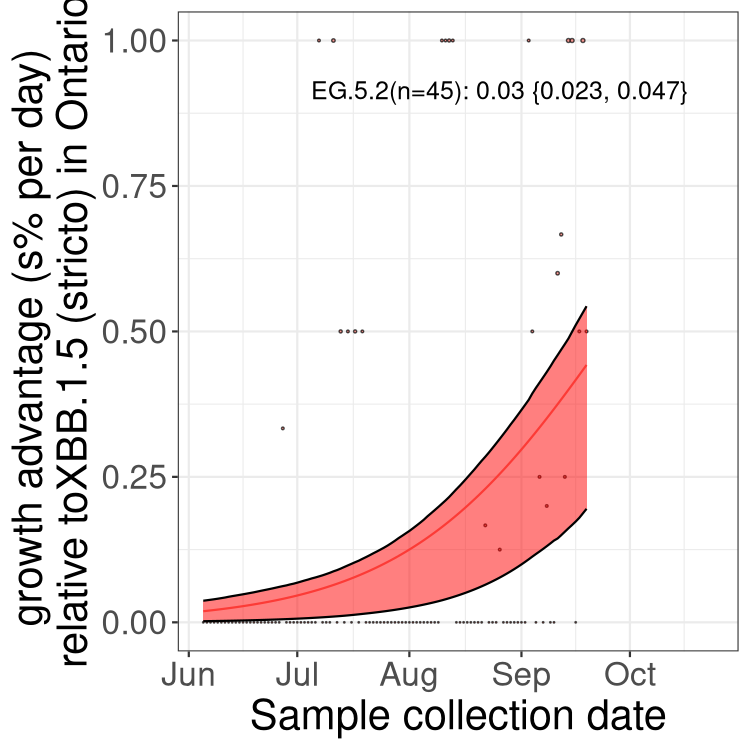 growth advantage (s% per day)
relative toXBB.1.5 (stricto) in Ontario
1.00
EG.5.2(n=45): 0.03 {0.023, 0.047}
0.75
0.50
0.25
0.00
Jun Jul Aug Sep Oct
Sample collection date